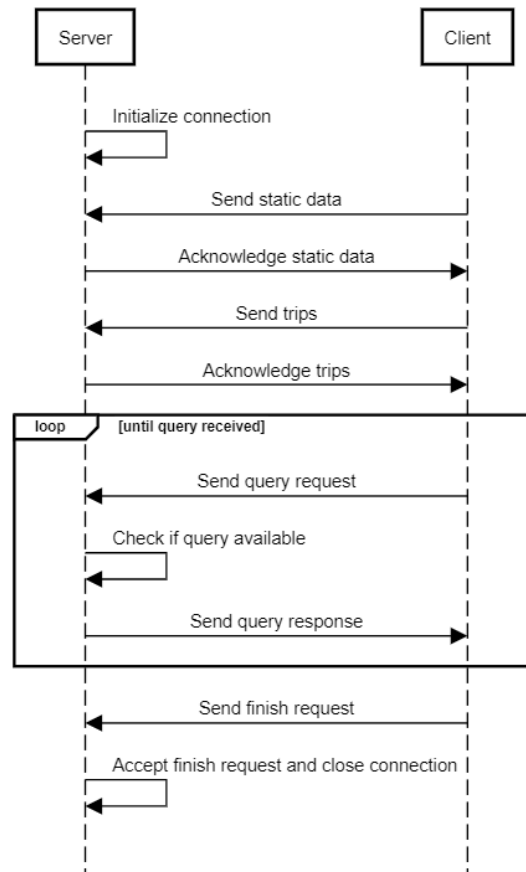 Server
Client
Initialize connection
Send static data
Acknowledge static data
Send trips
Acknowledge trips
loop [until query received]
Send query request
Check if query available
Send query response
Send finish request
Accept finish request and close connection